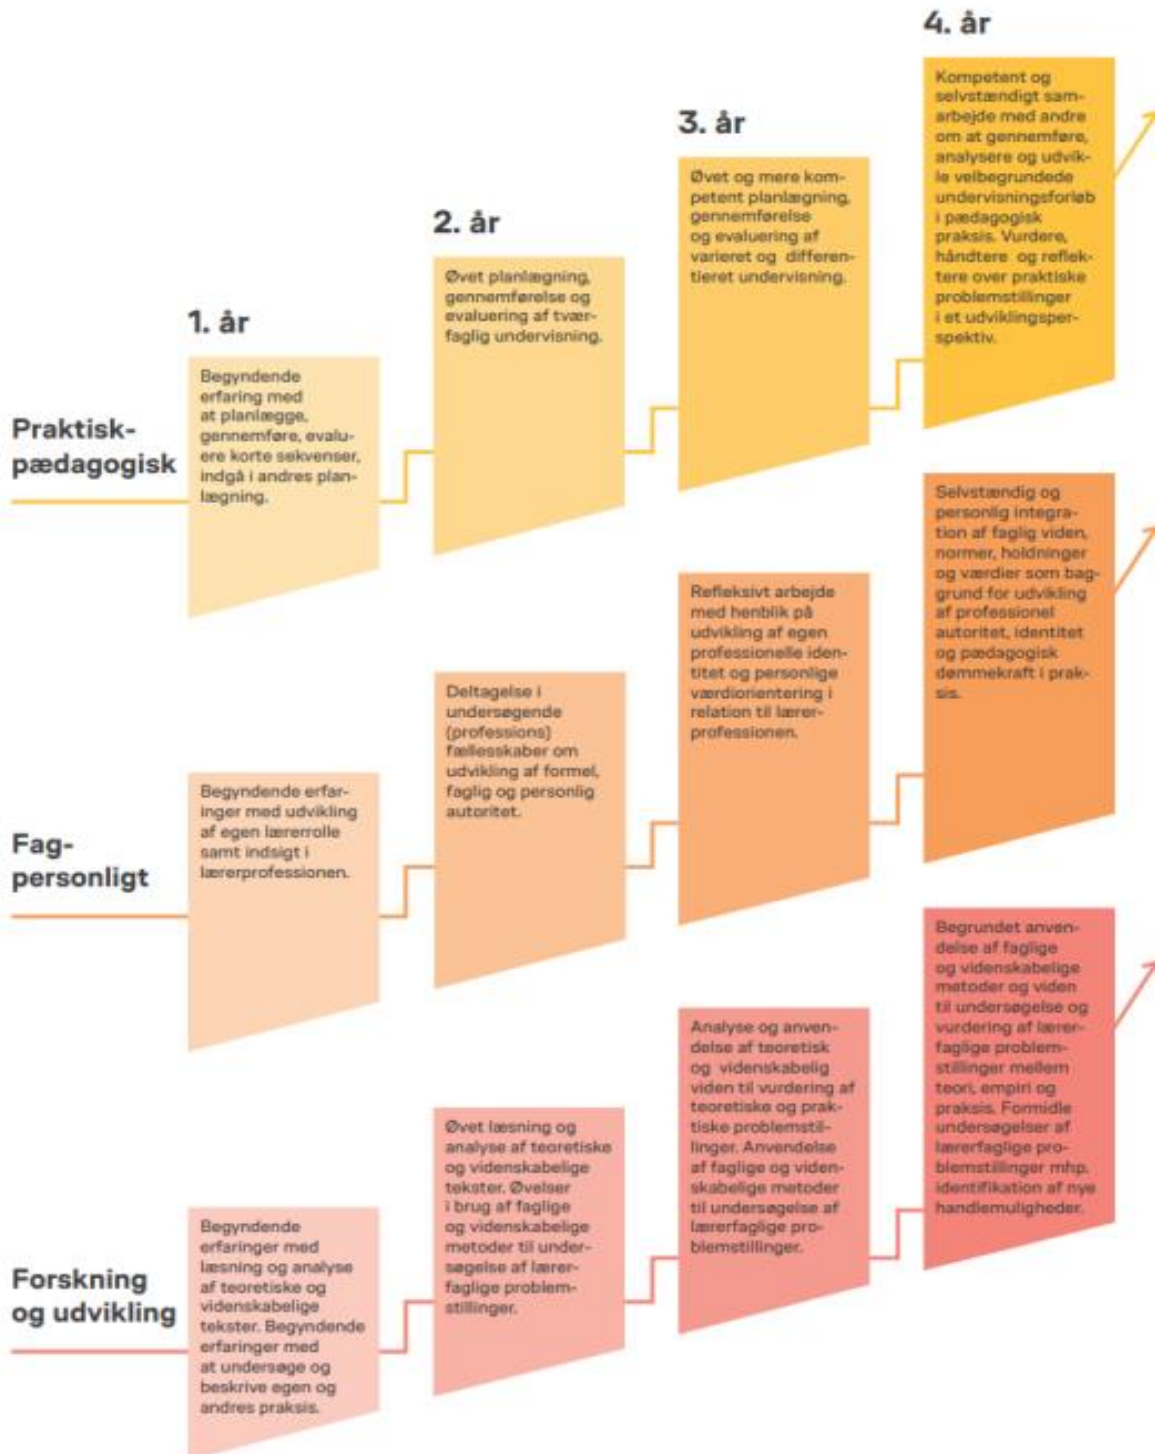 Praktisk-
pædagogisk
1. år
Begyndende
erfaring med
at planlægge,
gennemføre, evalu-
ere korte sekvenser,
indgå i andres plan-
lægning.
2. år
Øvet planlægning,
gennemførelse og
evaluering af tvær-
faglig undervisning.
3. år
Øvet og mere kom-
petent planlægning,
gennemførelse
og evaluering af
varieret og differen-
tieret undervisning.
4. år
Kompetent og
selvstændigt sam-
arbejde med andre
om at gennemføre,
analysere og udvik-
le velbegrundede
undervisningsforløb
i pædagogisk
praksis. Vurdere,
håndtere og reflek-
tere over praktiske
problemstillinger
i et udviklingsper-
spektiv.
Fag-
personligt
Begyndende erfar-
inger med udvikling
af egen lærerrolle
samt indsigt i
lærerprofessionen.
Deltagelse i
undersøgende
(professions)
fællesskaber om
udvikling af formel,
faglig og personlig
autoritet.
Refleksivt arbejde
med henblik på
udvikling af egen
professionelle iden-
titet og personlige
værdiorientering i
relation til lærer-
professionen.
Selvstændig og
personlig integra-
tion af faglig viden,
normer, holdninger
og værdier som bag-
grund for udvikling
af professionel
autoritet, identitet
og pædagogisk
dømmekraft i prak-
sis.
Forskning
og udvikling
Begyndende
erfaringer med
læsning og analyse
af teoretiske og
videnskabelige
tekster. Begyndende
erfaringer med
at undersøge og
beskrive egen og
andres praksis.
Øvet læsning og
analyse af teoretiske
og videnskabelige
tekster. Øvelser
i brug af faglige
og videnskabelige
metoder til under-
søgelse af lærer-
faglige problem-
stillinger.
Analyse og anven-
delse af teoretisk
og videnskabelig
viden til vurdering af
teoretiske og prak-
tiske problemstil-
linger. Anvendelse
af faglige og viden-
skabelige metoder
til undersøgelse af
lærerfaglige pro-
blemstillinger.
Begrundet anven-
delse af faglige
og videnskabelige
metoder og viden
til undersøgelse og
vurdering af lærer-
faglige problem-
stillinger mellem
teori, empiri og
praksis. Formidle
undersøgelser af
lærerfaglige pro-
blemstillinger mhp.
identifikation af nye
handlemuligheder.